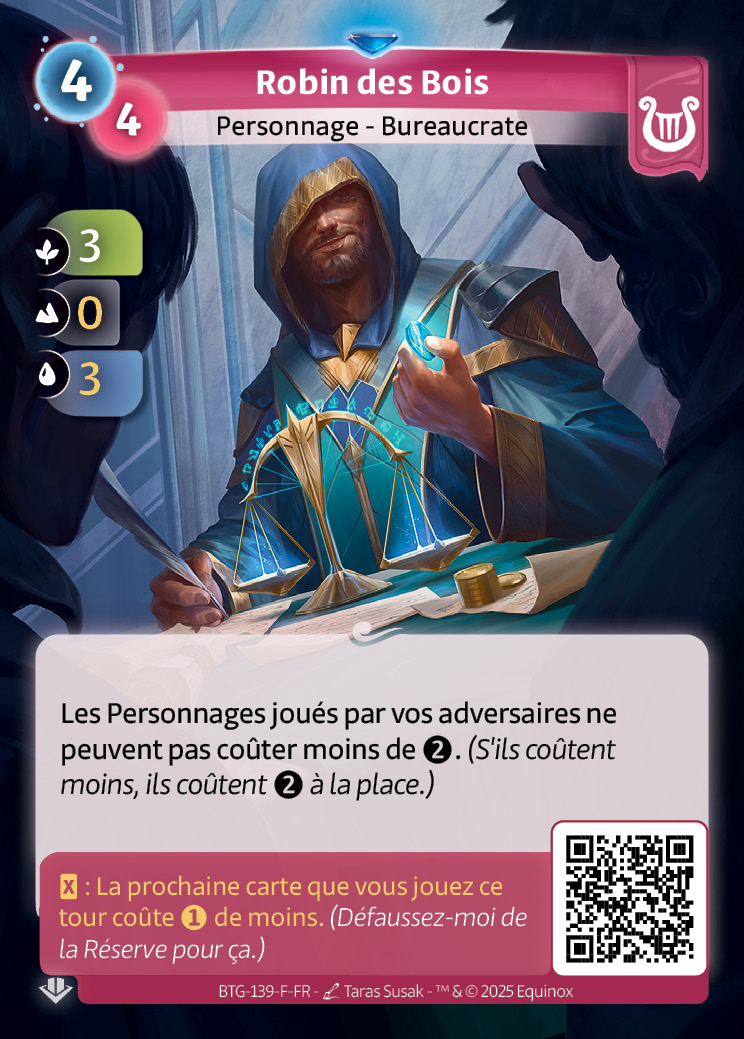 4
Robin des Bois
4
Personnage - Bureaucrate
3
0
3
Les Personnages joués par vos adversaires ne
peuvent pas coûter moins de 2. (S'ils coûtent
moins, ils coûtent 2 à la place.)
X : La prochaine carte que vous jouez ce
tour coûte 1 de moins. (Défaussez-moi de
la Réserve pour ça.)
BTG-139-F-FR - Taras Susak - ™ & © 2025 Equinox